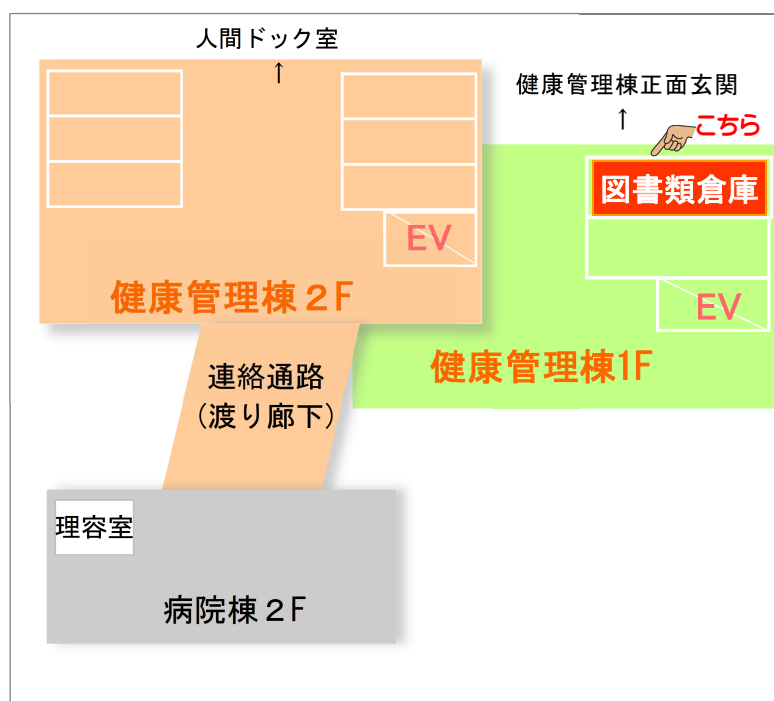 人間ドック室
↑
健康管理棟正面玄関
↑
こちら
図書類倉庫
EV
EV
健康管理棟２F
健康管理棟1F
連絡通路
(渡り廊下)
理容室
病院棟２F